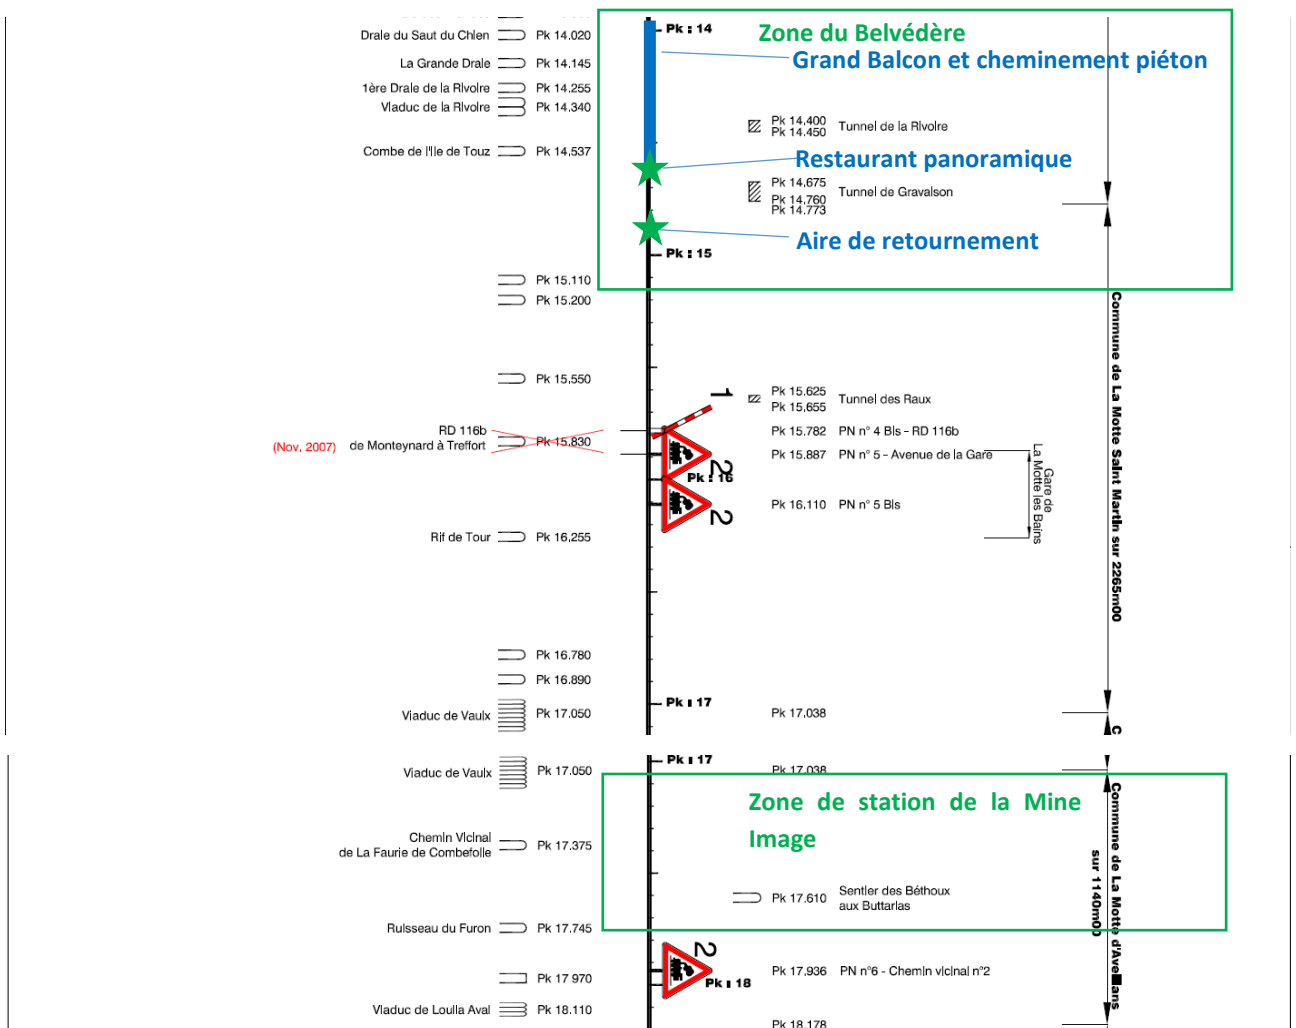 Drale du Saut du Chien Pk 14.020
Pk : 14
Zone du Belvédère
Grand Balcon et cheminement piéton
La Grande Drale Pk 14.145
1ère Drale de la Rivoire Pk 14.255
Viaduc de la Rivoire Pk 14.340
Pk 14.400
Pk 14.450
Tunnel de la Rivoire
Combe de l'Ile de Touz Pk 14.537
Restaurant panoramique
Pk 14.675
Pk 14.760
Pk 14.773
Tunnel de Gravalson
Aire de retournement
Pk : 15
Pk 15.110
Pk 15.200
Commune de La Motte Saint Martin sur 2265m00
Pk 15.550
1
Pk 15.625
Pk 15.655
Tunnel des Raux
RD 116b
de Monteynard à Treffort
(Nov. 2007)
Pk 15.830
Pk 15.782 PN n° 4 Bis - RD 116b
Pk 15.887 PN n° 5 - Avenue de la Gare
2
Pk : 16
Gare de
La Motte les Bains
Pk 16.110 PN n° 5 Bis
2
Rif de Tour Pk 16.255
Pk 16.780
Pk 16.890
Pk : 17
Viaduc de Vaulx Pk 17.050
Pk 17.038
C
Pk : 17
Viaduc de Vaulx Pk 17.050
Pk 17.038
Zone de station de la Mine
Image
Commune de La Motte d'Aveillans
sur 1140m00
Chemin Vicinal
de La Faurie de Combefolle
Pk 17.375
Pk 17.610
Sentier des Béthoux
aux Buttarias
Ruisseau du Furon Pk 17.745
2
Pk 17.936 PN n°6 - Chemin vicinal n°2
Pk 17 970
Pk : 18
Viaduc de Loulla Aval Pk 18.110
Pk 18.178